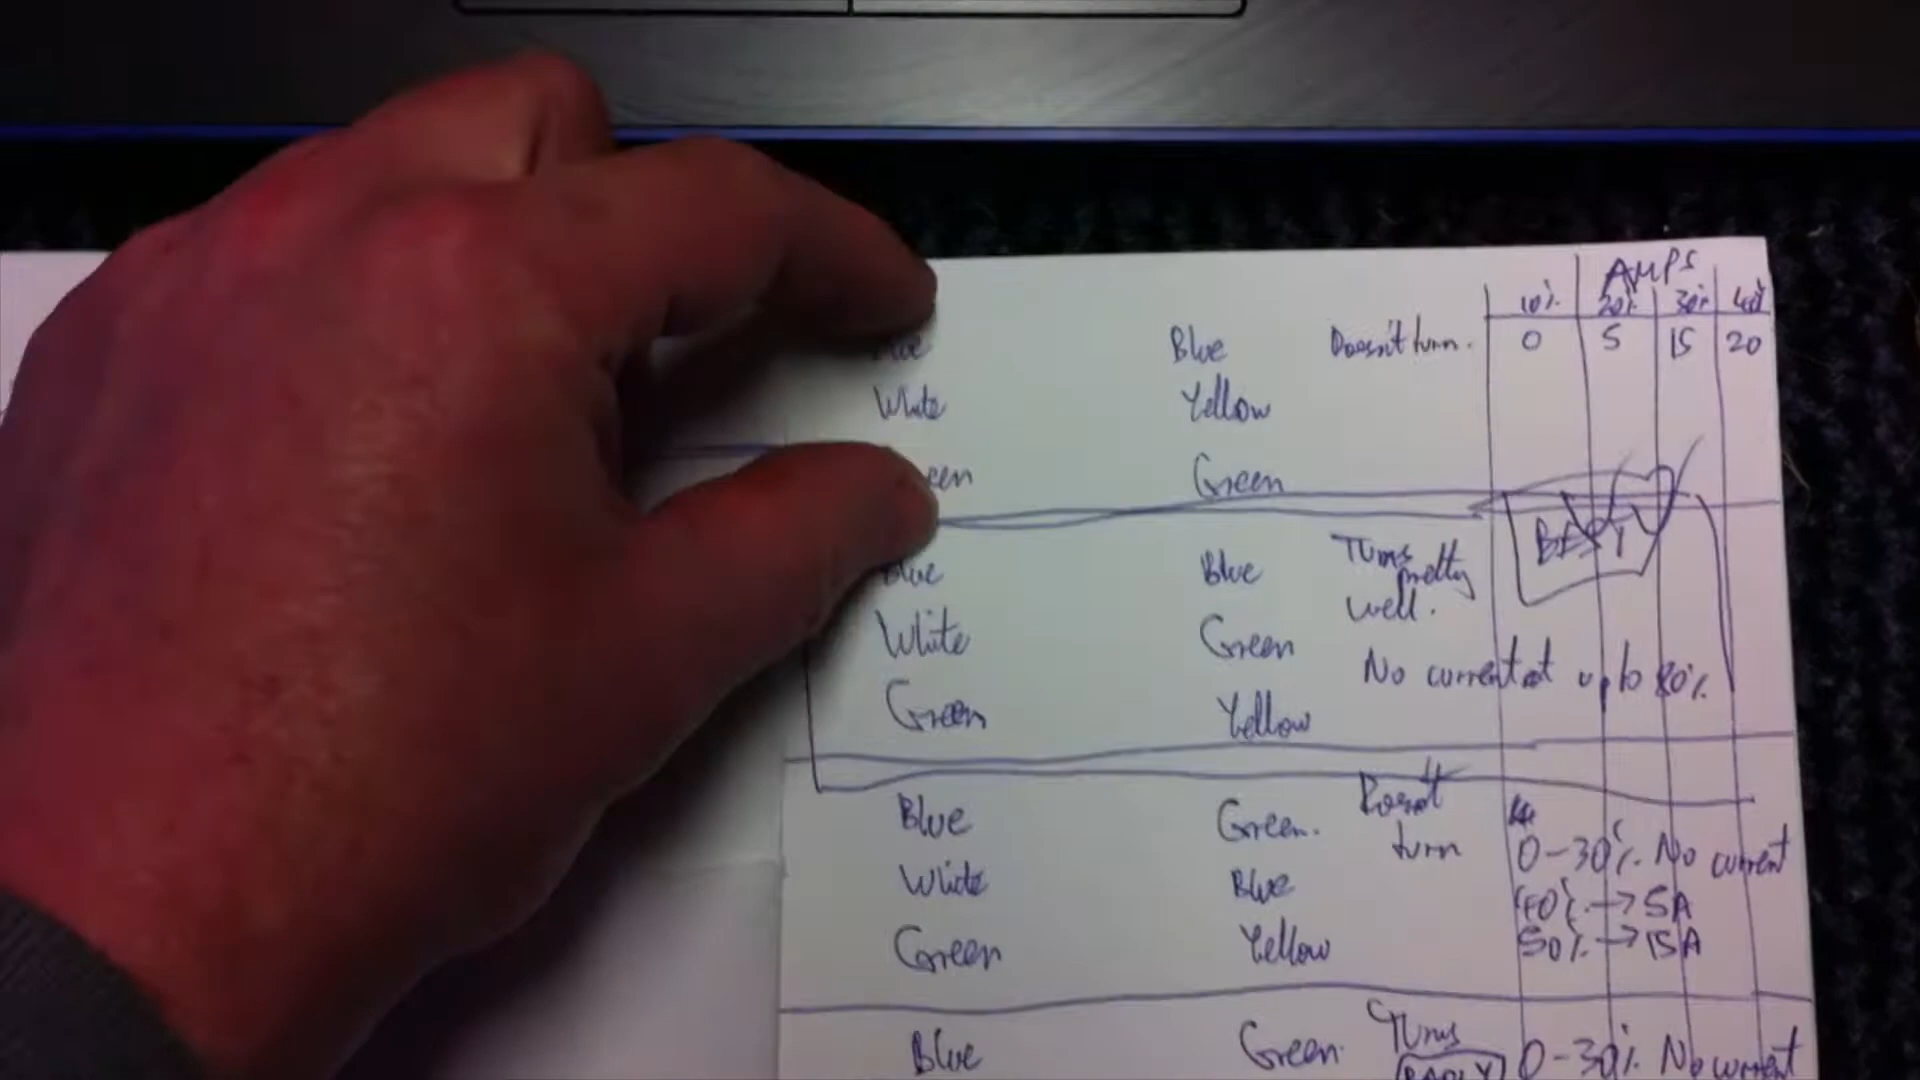 AMPS
10% 20% 30% 40%
Blue Doesn't turn. 0 5 15 20
White Yellow
Green
Blue Blue Turns pretty
BEST
well.
White Green
No current at up to 80%
Green Yellow
Blue Green. Doesn't
turn 0-30% No current
White Blue
40% → 5A
Green Yellow 50% → 15A
Blue Green. Turns
BADLY 0-30% No current